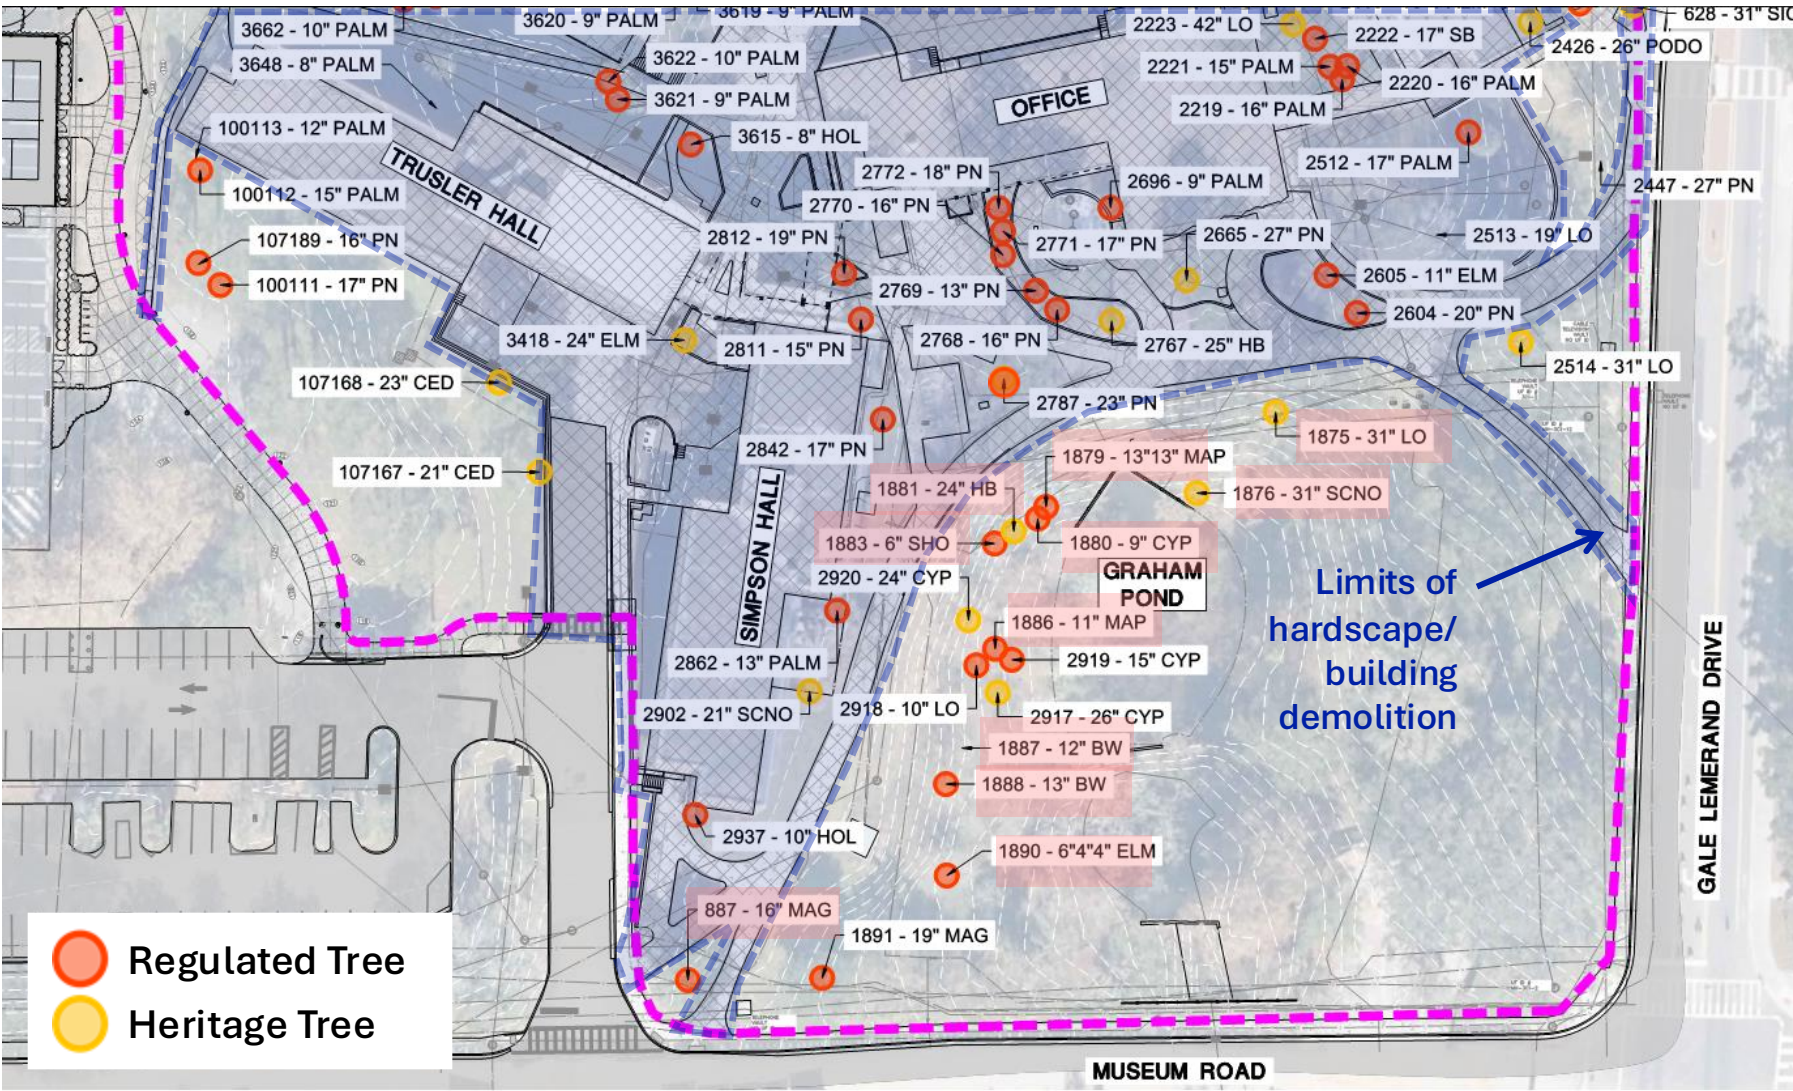 3662 - 10" PALM
3620 - 9" PALM
3619 - 9" PALM
2223 - 42" LO
2222 - 17" SB
628 - 31" SIC
2426 - 26" PODO
3648 - 8" PALM
3622 - 10" PALM
3621 - 9" PALM
2221 - 15" PALM
2220 - 16" PALM
2219 - 16" PALM
OFFICE
100113 - 12" PALM
3615 - 8" HOL
2512 - 17" PALM
TRUSLER HALL
2772 - 18" PN
2696 - 9" PALM
2447 - 27" PN
100112 - 15" PALM
2770 - 16" PN
107189 - 16" PN
2812 - 19" PN
2771 - 17" PN
2665 - 27" PN
2513 - 19" LO
100111 - 17" PN
2769 - 13" PN
2605 - 11" ELM
2604 - 20" PN
3418 - 24" ELM
2811 - 15" PN
2768 - 16" PN
2767 - 25" HB
2514 - 31" LO
107168 - 23" CED
2787 - 23" PN
2842 - 17" PN
1875 - 31" LO
107167 - 21" CED
1879 - 13"13" MAP
1881 - 24" HB
1876 - 31" SCNO
SIMPSON HALL
1883 - 6" SHO
1880 - 9" CYP
2920 - 24" CYP
GRAHAM
POND
Limits of
hardscape/
building
demolition
1886 - 11" MAP
2862 - 13" PALM
2919 - 15" CYP
2902 - 21" SCNO
2918 - 10" LO
2917 - 26" CYP
1887 - 12" BW
1888 - 13" BW
GALE LEMERAND DRIVE
2937 - 10" HOL
1890 - 6"4"4" ELM
887 - 16" MAG
1891 - 19" MAG
Regulated Tree
Heritage Tree
MUSEUM ROAD